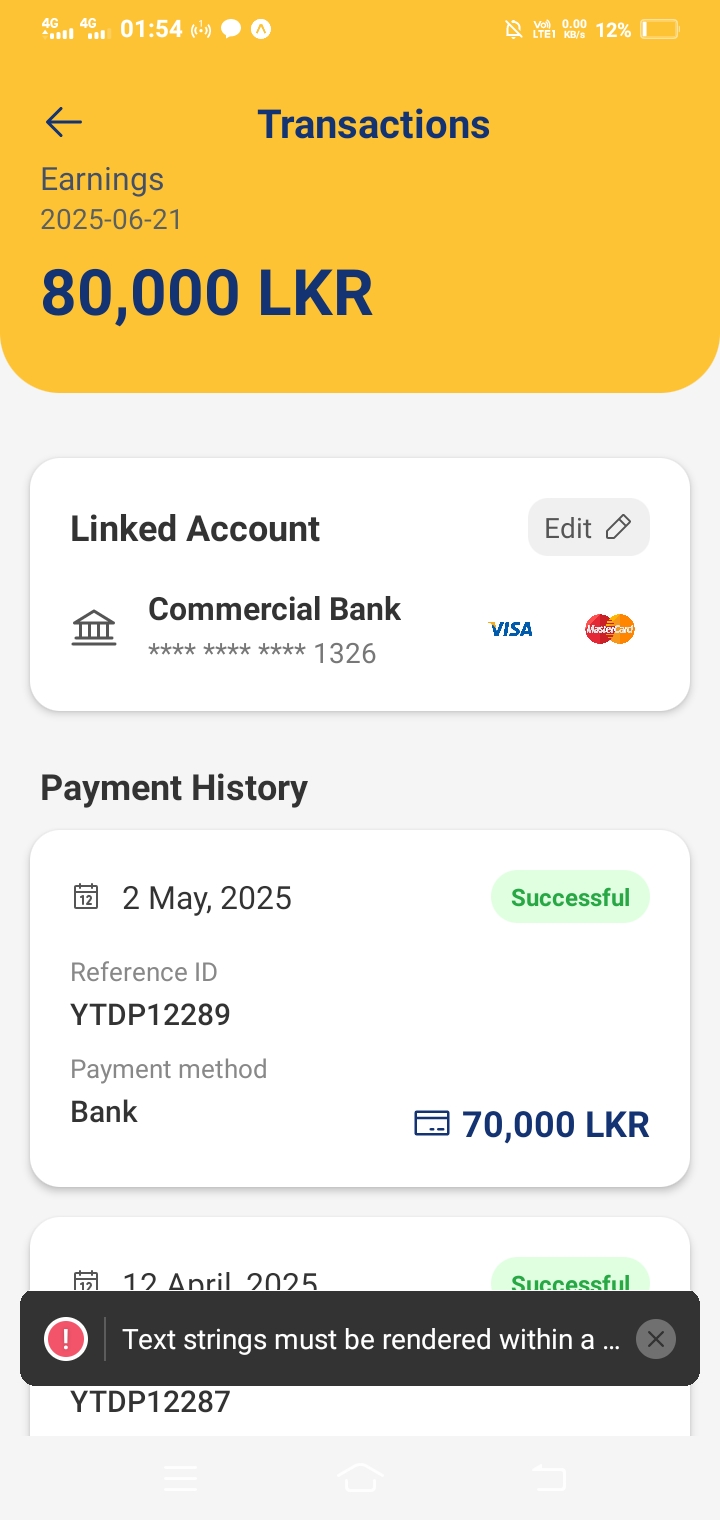 4G 4G 01:54 VoII LTE1 0.00 KB/s 12%
Transactions
Earnings
2025-06-21
80,000 LKR
Linked Account
Edit
Commercial Bank
**** **** **** 1326
VISA MasterCard
Payment History
12 2 May, 2025
Successful
Reference ID
YTDP12289
Payment method
Bank
70,000 LKR
12 12 April, 2025
Successful
! Text strings must be rendered within a ...
YTDP12287